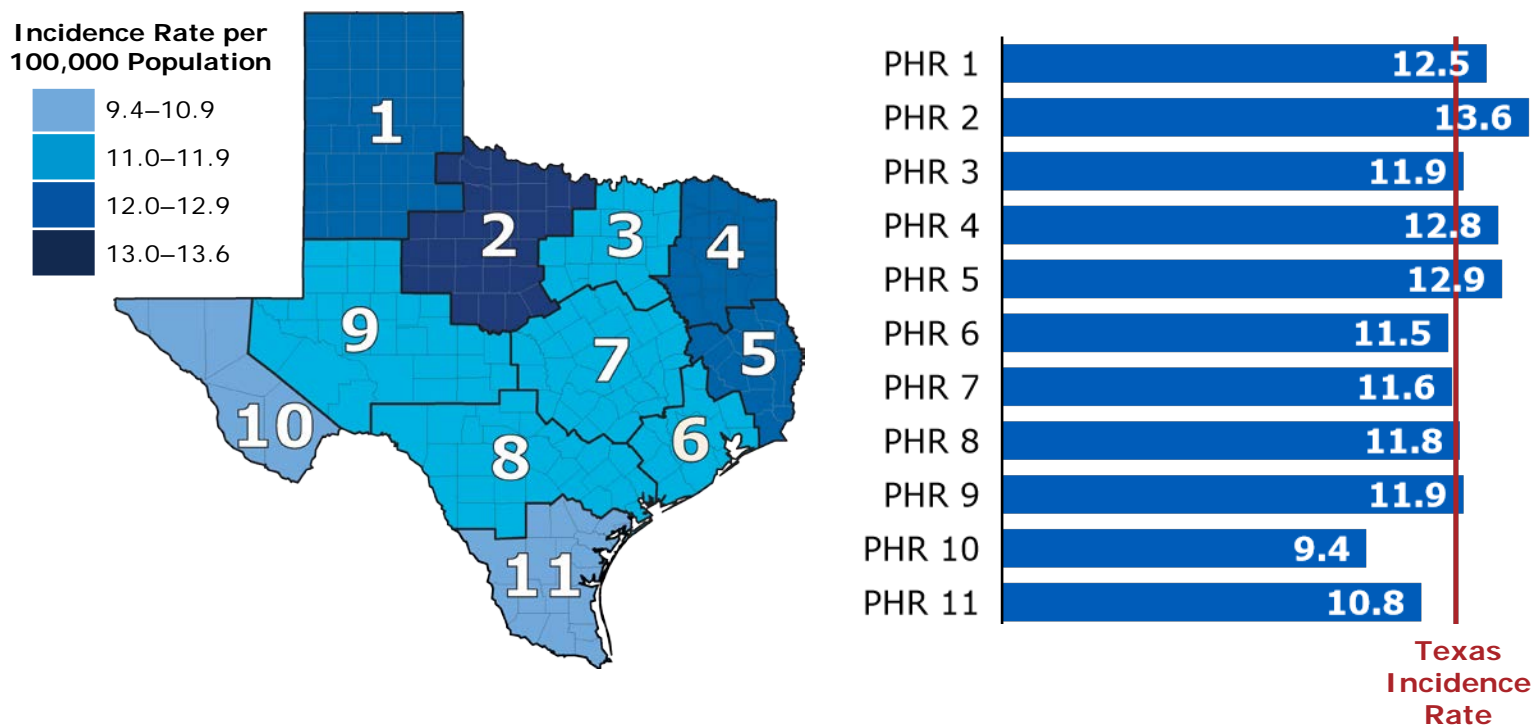 Incidence Rate per
100,000 Population
9.4–10.9
11.0–11.9
12.0–12.9
13.0–13.6
1
2
3
4
5
6
7
8
9
10
11
PHR 1 12.5
PHR 2 13.6
PHR 3 11.9
PHR 4 12.8
PHR 5 12.9
PHR 6 11.5
PHR 7 11.6
PHR 8 11.8
PHR 9 11.9
PHR 10 9.4
PHR 11 10.8
Texas
Incidence
Rate